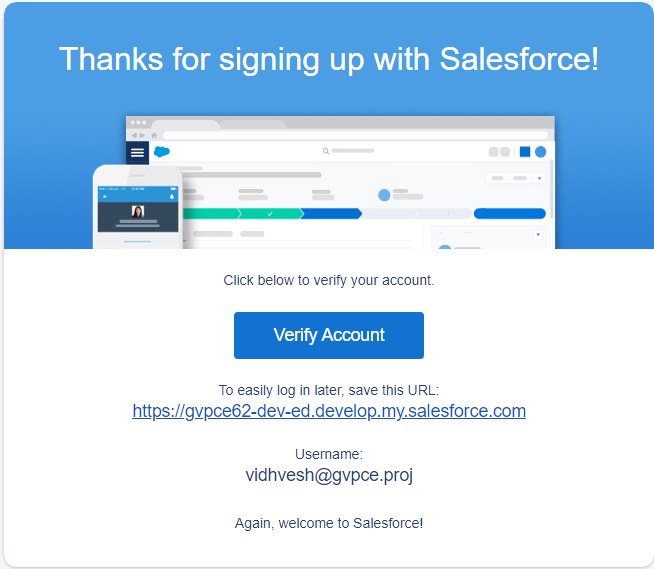 Thanks for signing up with Salesforce!
Click below to verify your account.
Verify Account
To easily log in later, save this URL:
https://gvpce62-dev-ed.develop.my.salesforce.com
Username:
vidhvesh@gvpce.proj
Again, welcome to Salesforce!